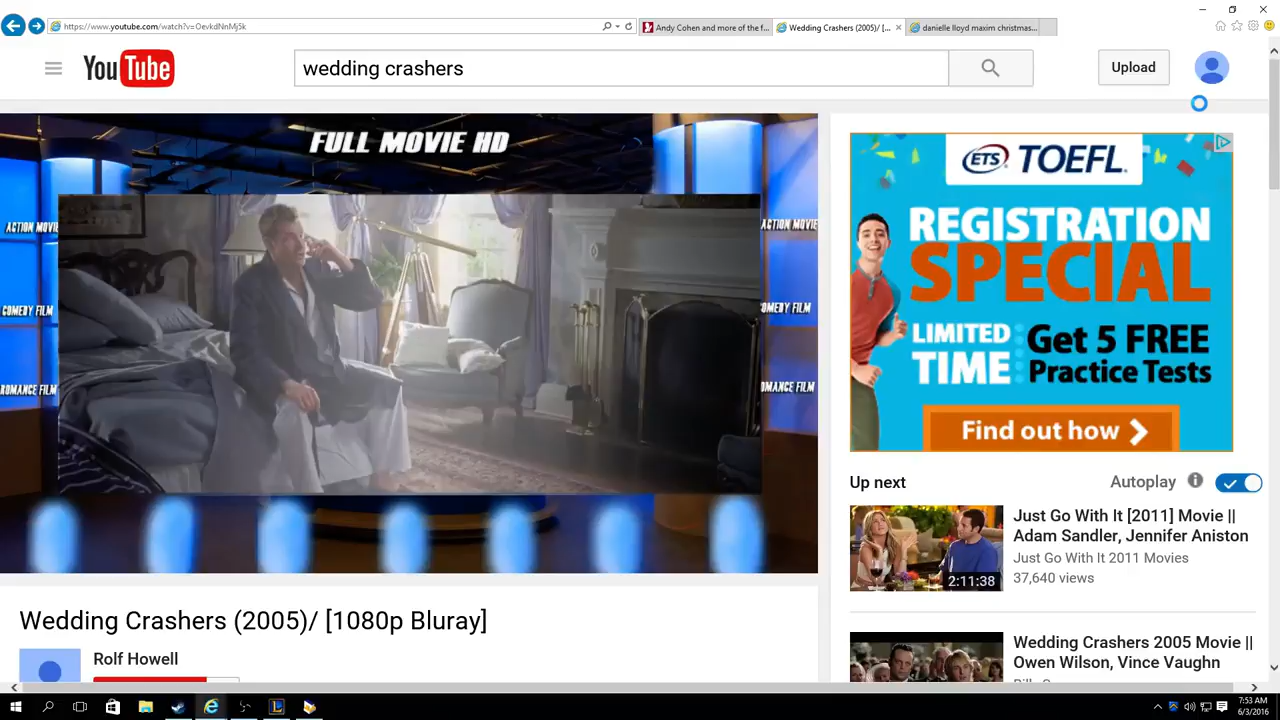 https://www.youtube.com/watch?v=OevkdNnMj5k
Andy Cohen and more of the f...
Wedding Crashers (2005)/ [...
danielle lloyd maxim christmas...
YouTube
wedding crashers
Upload
FULL MOVIE HD
ACTION MOVIE
ACTION MOVIE
COMEDY FILM
COMEDY FILM
ROMANCE FILM
OMANCE FILM
ETS TOEFL.
REGISTRATION
SPECIAL
LIMITED
TIME
Get 5 FREE
Practice Tests
Find out how
Up next
Autoplay
Just Go With It [2011] Movie ||
Adam Sandler, Jennifer Aniston
Just Go With It 2011 Movies
37,640 views
2:11:38
Wedding Crashers 2005 Movie ||
Owen Wilson, Vince Vaughn
Wedding Crashers (2005)/ [1080p Bluray]
Rolf Howell
7:53 AM
6/3/2016